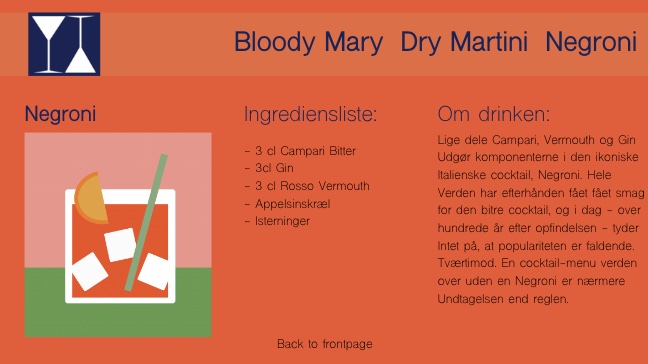 Bloody Mary Dry Martini Negroni
Negroni
Ingrediensliste:
- 3 cl Campari Bitter
- 3cl Gin
- 3 cl Rosso Vermouth
- Appelsinskræl
- Isterninger
Om drinken:
Lige dele Campari, Vermouth og Gin
Udgør komponenterne i den ikoniske
Italienske cocktail, Negroni. Hele
Verden har efterhånden fået fået smag
for den bitre cocktail, og i dag - over
hundrede år efter opfindelsen - tyder
Intet på, at populariteten er faldende.
Tværtimod. En cocktail-menu verden
over uden en Negroni er nærmere
Undtagelsen end reglen.
Back to frontpage